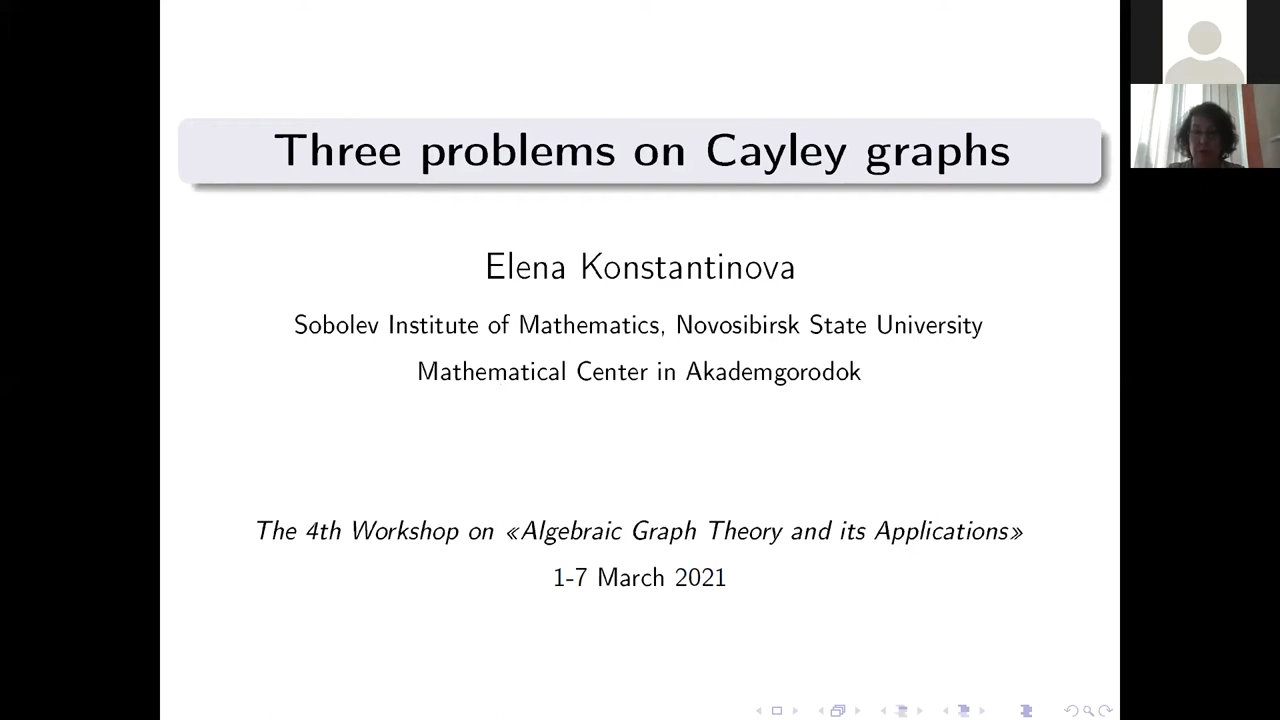 Three problems on Cayley graphs
Elena Konstantinova
Sobolev Institute of Mathematics, Novosibirsk State University
Mathematical Center in Akademgorodok
The 4th Workshop on «Algebraic Graph Theory and its Applications»
1-7 March 2021